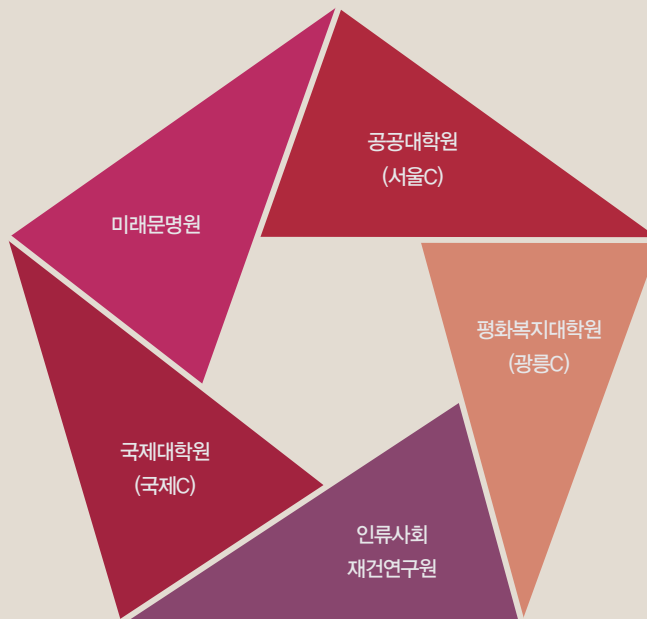 공공대학원
(서울C)
미래문명원
평화복지대학원
(광릉C)
국제대학원
(국제C)
인류사회
재건연구원